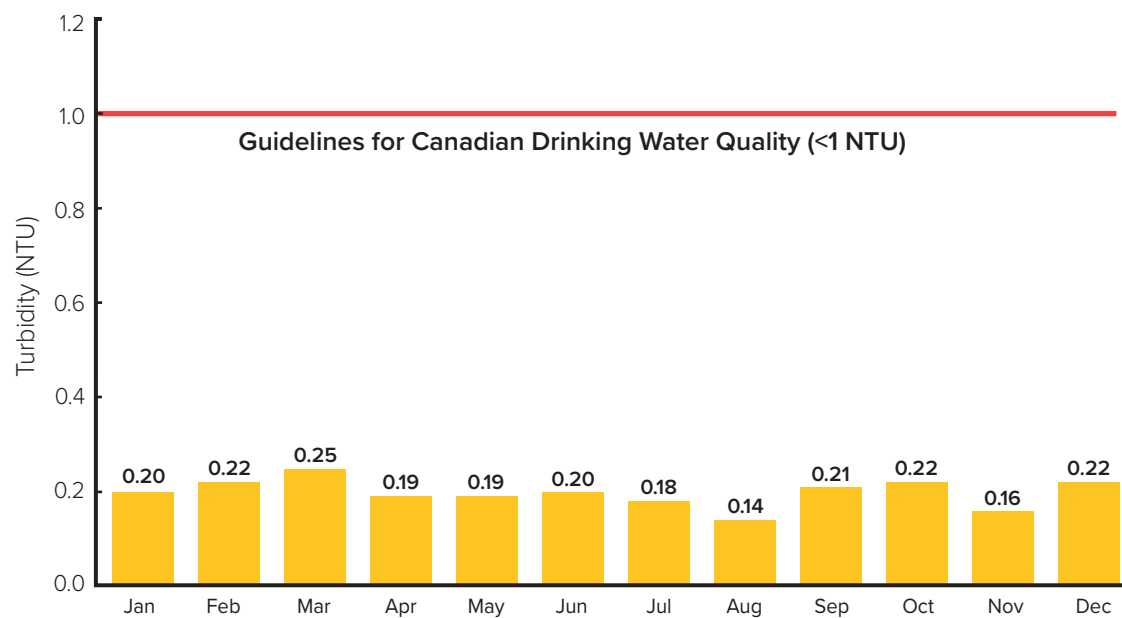 1.2
1.0
Guidelines for Canadian Drinking Water Quality (<1 NTU)
0.8
0.6
0.4
0.2
0.0
Turbidity (NTU)
0.20 0.22 0.25 0.19 0.19 0.20 0.18 0.14 0.21 0.22 0.16 0.22
Jan Feb Mar Apr May Jun Jul Aug Sep Oct Nov Dec